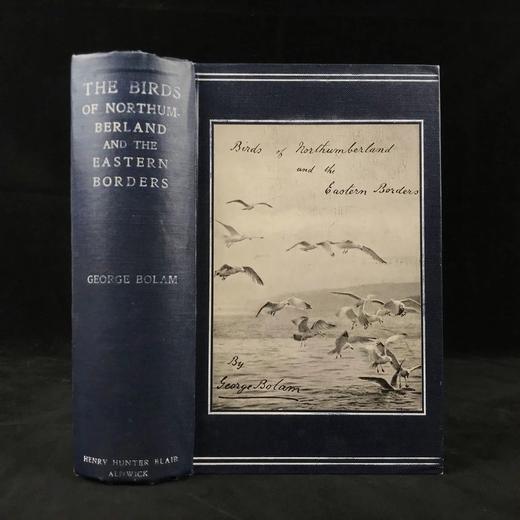 THE BIRDS
OF NORTHUM-
BERLAND
AND THE
EASTERN
BORDERS
GEORGE BOLAM
HENRY HUNTER BLAIR
ALNWICK
Birds of Northumberland
and the
Eastern Borders
By
George Bolam